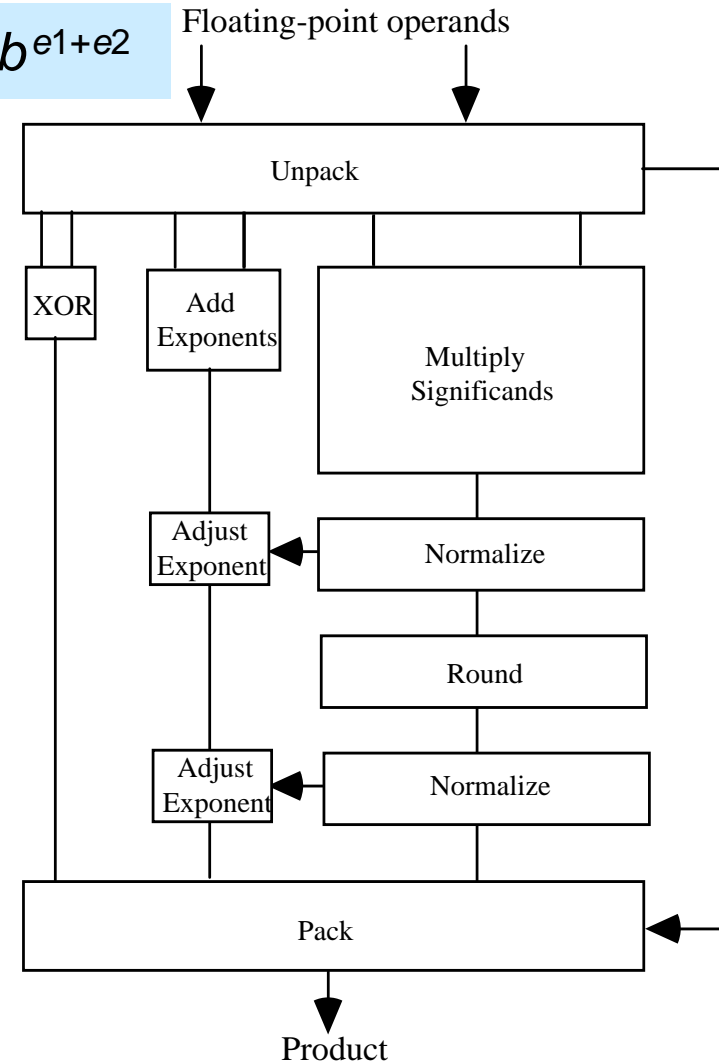 b^e1+e2
Floating-point operands
Unpack
XOR
Add
Exponents
Multiply
Significands
Adjust
Exponent
Normalize
Round
Adjust
Exponent
Normalize
Pack
Product